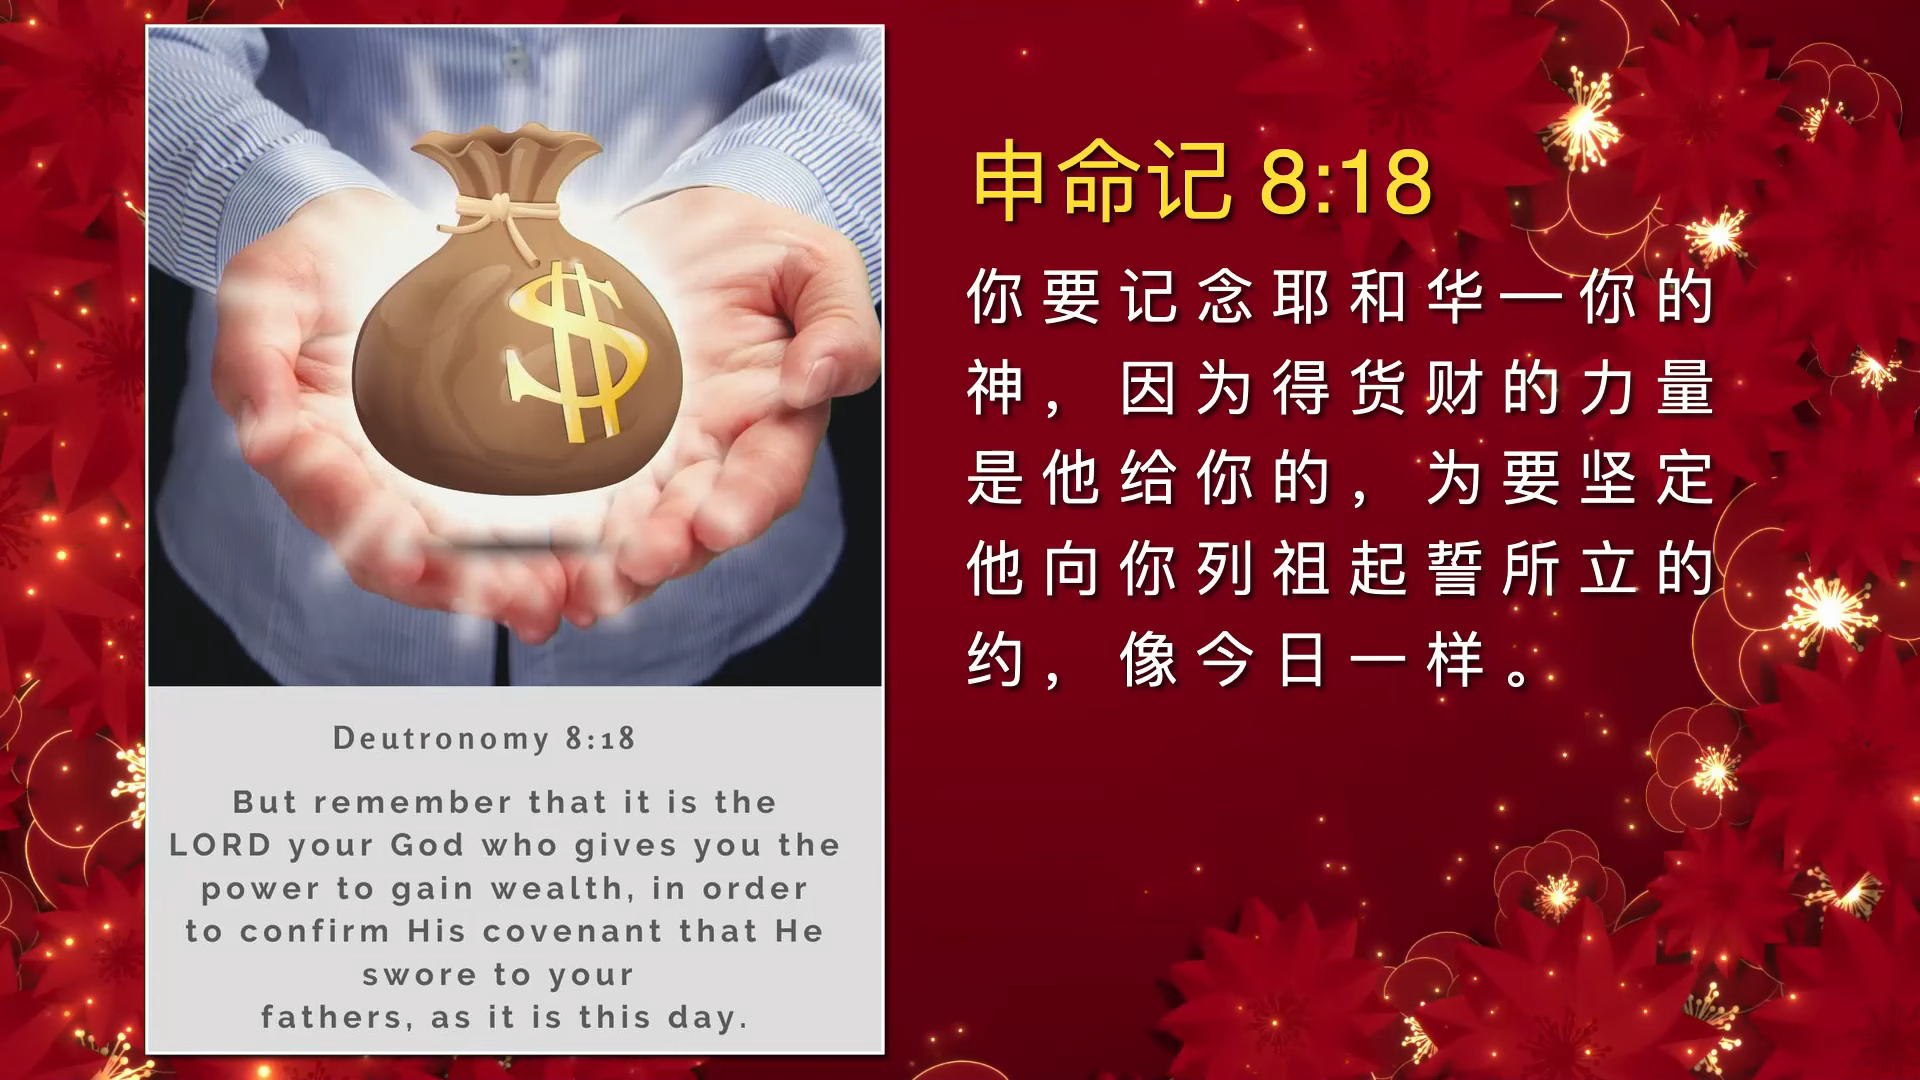 Deutronomy 8:18
But remember that it is the
LORD your God who gives you the
power to gain wealth, in order
to confirm His covenant that He
swore to your
fathers, as it is this day.
申命记 8:18
你要记念耶和华—你的
神，因为得货财的力量
是他给你的，为要坚定
他向你列祖起誓所立的
约，像今日一样。